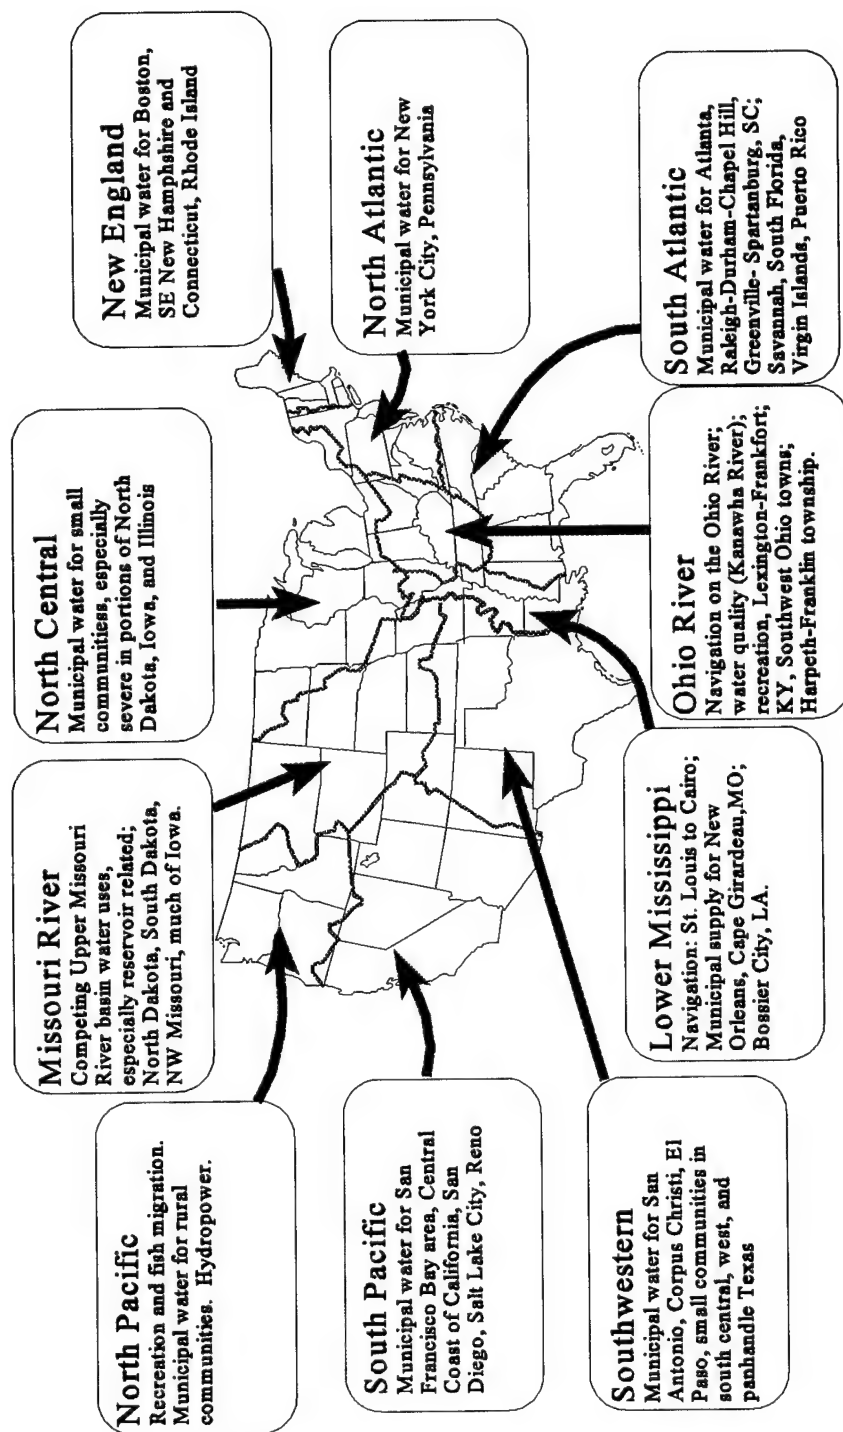 North Pacific
Recreation and fish migration.
Municipal water for rural
communities. Hydropower.
Missouri River
Competing Upper Missouri
River basin water uses,
especially reservoir related;
North Dakota, South Dakota,
NW Missouri, much of Iowa.
North Central
Municipal water for small
communitiess, especially
severe in portions of North
Dakota, Iowa, and Illinois
New England
Municipal water for Boston,
SE New Hamphshire and
Connecticut, Rhode Island
South Pacific
Municipal water for San
Francisco Bay area, Central
Coast of California, San
Diego, Salt Lake City, Reno
North Atlantic
Municipal water for New
York City, Pennsylvania
Southwestern
Municipal water for San
Antonio, Corpus Christi, El
Paso, small communities in
south central, west, and
panhandle Texas
Lower Mississippi
Navigation: St. Louis to Cairo;
Municipal supply for New
Orleans, Cape Girardeau,MO;
Bossier City, LA.
Ohio River
Navigation on the Ohio River;
water quality (Kanawha River);
recreation, Lexington-Frankfort;
KY, Southwest Ohio towns;
Harpeth-Franklin township.
South Atlantic
Municipal water for Atlanta,
Raleigh-Durham-Chapel Hill,
Greenville- Spartanburg, SC;
Savannah, South Florida,
Virgin Islands, Puerto Rico